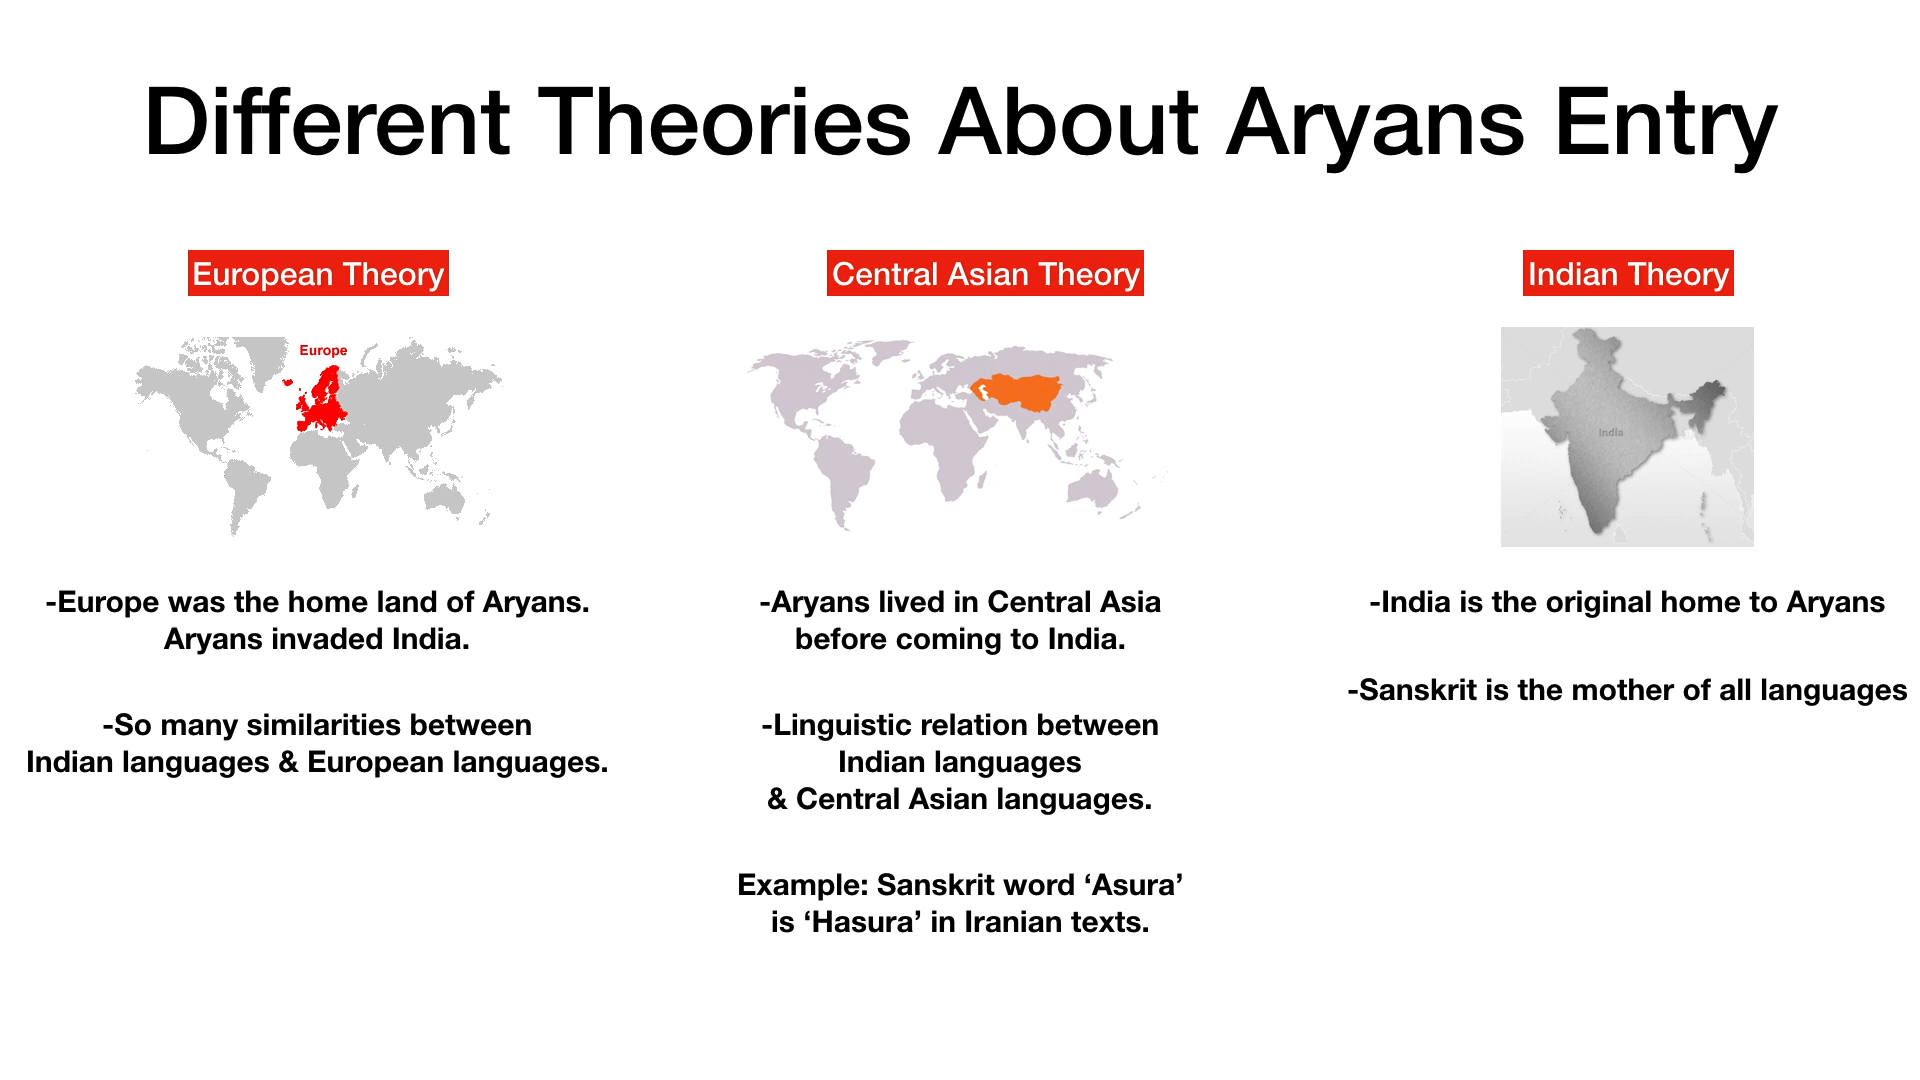 Different Theories About Aryans Entry
European Theory
Europe
-Europe was the home land of Aryans.
Aryans invaded India.
-So many similarities between
Indian languages & European languages.
Central Asian Theory
-Aryans lived in Central Asia
before coming to India.
-Linguistic relation between
Indian languages
& Central Asian languages.
Example: Sanskrit word ‘Asura’
is ‘Hasura’ in Iranian texts.
Indian Theory
India
-India is the original home to Aryans
-Sanskrit is the mother of all languages